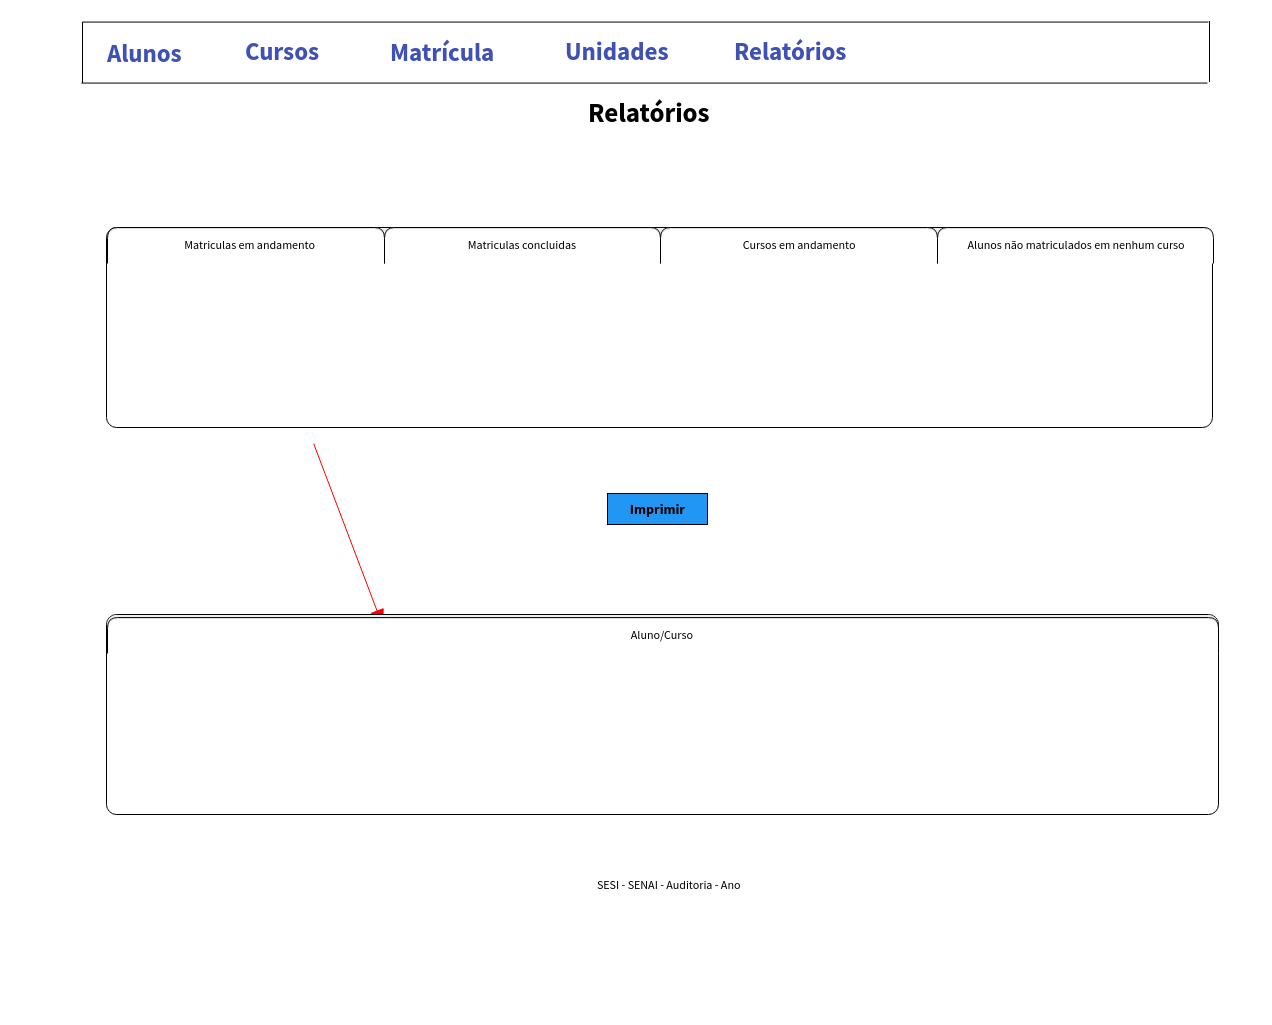 Alunos Cursos Matrícula Unidades Relatórios
Relatórios
Matriculas em andamento Matriculas concluidas Cursos em andamento Alunos não matriculados em nenhum curso
Imprimir
Aluno/Curso
SESI - SENAI - Auditoria - Ano